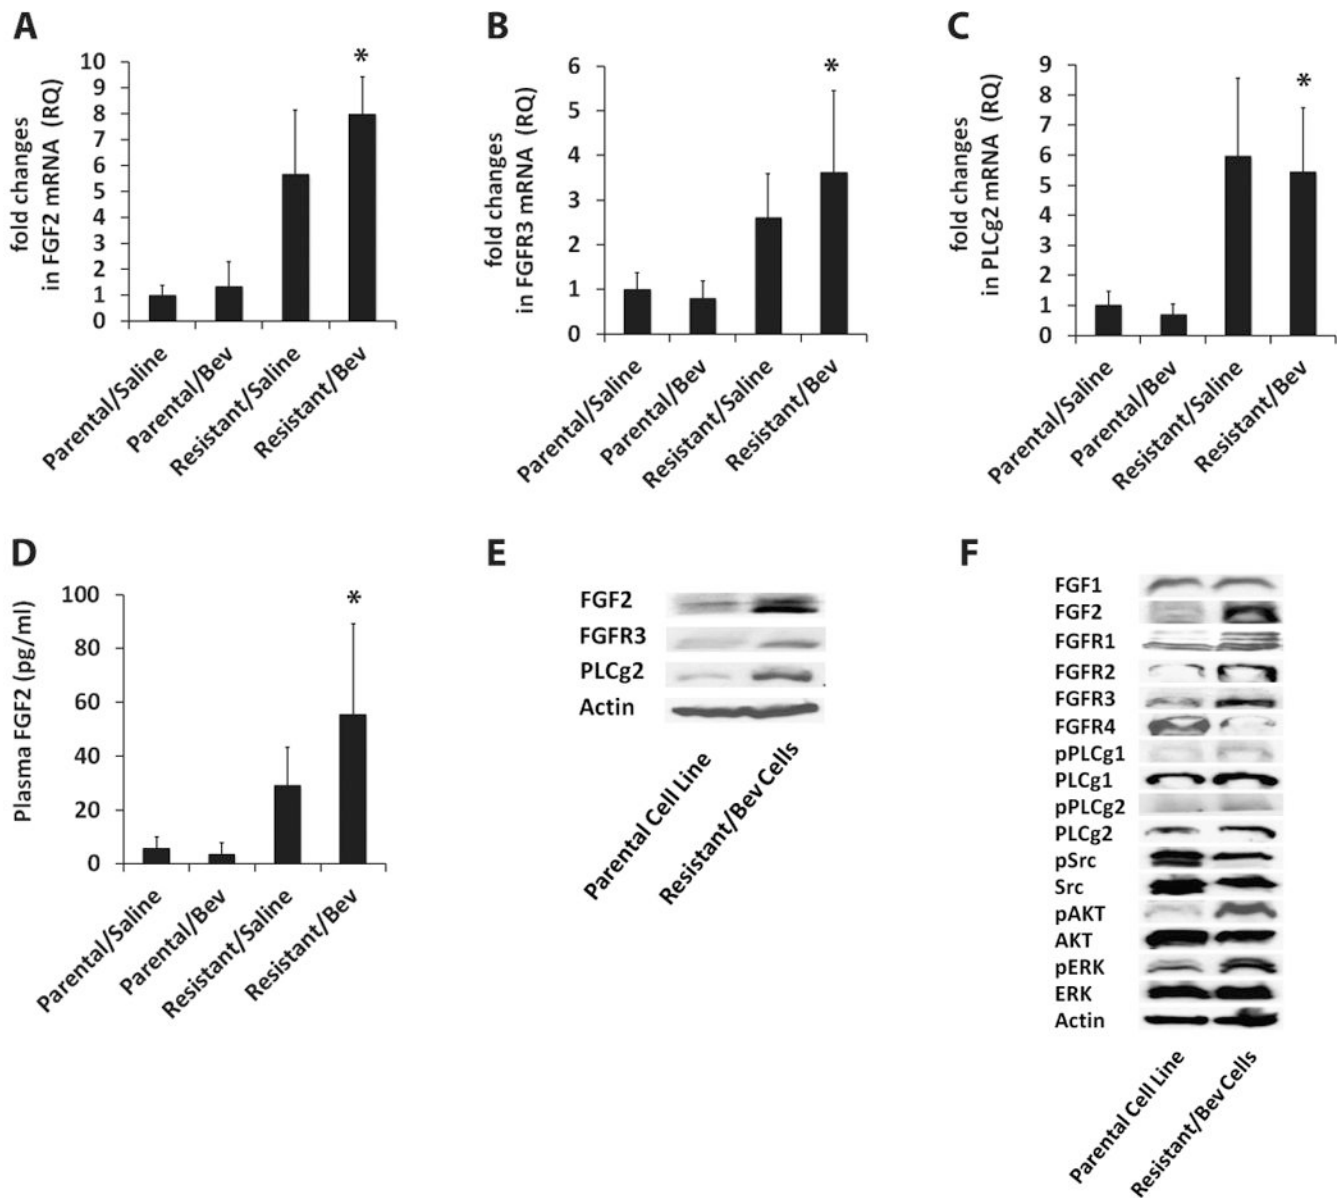 A
fold changes
in FGF2 mRNA (RQ)
10
9
8
7
6
5
4
3
2
1
0
*
Parental/Saline
Parental/Bev
Resistant/Saline
Resistant/Bev
B
fold changes
in FGFR3 mRNA (RQ)
6
5
4
3
2
1
0
*
Parental/Saline
Parental/Bev
Resistant/Saline
Resistant/Bev
C
fold changes
in PLCg2 mRNA (RQ)
9
8
7
6
5
4
3
2
1
0
*
Parental/Saline
Parental/Bev
Resistant/Saline
Resistant/Bev
D
Plasma FGF2 (pg/ml)
100
80
60
40
20
0
*
Parental/Saline
Parental/Bev
Resistant/Saline
Resistant/Bev
E
FGF2
FGFR3
PLCg2
Actin
Parental Cell Line
Resistant/Bev Cells
F
FGF1
FGF2
FGFR1
FGFR2
FGFR3
FGFR4
pPLCg1
PLCg1
pPLCg2
PLCg2
pSrc
Src
pAKT
AKT
pERK
ERK
Actin
Parental Cell Line
Resistant/Bev Cells